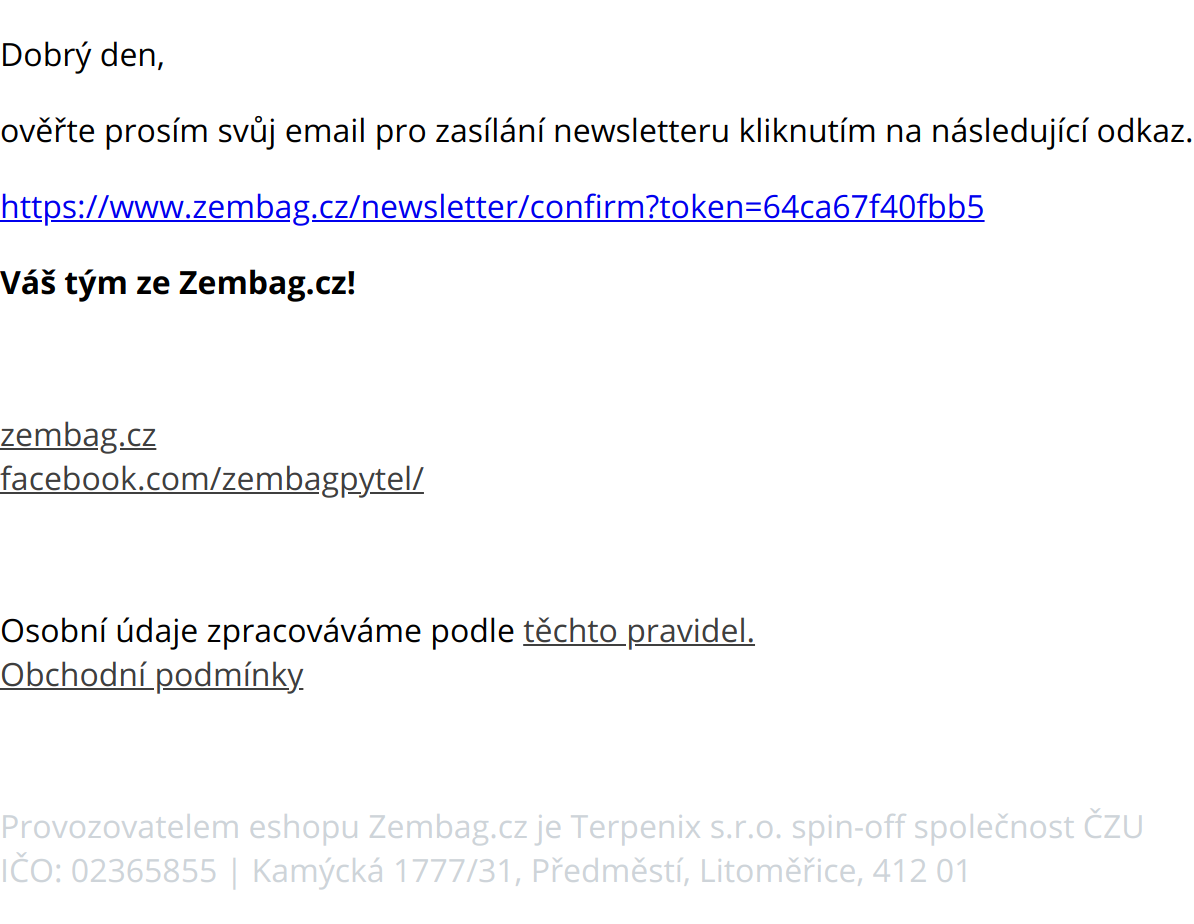 Dobrý den,
ověřte prosím svůj email pro zasílání newsletteru kliknutím na následující odkaz.
https://www.zembag.cz/newsletter/confirm?token=64ca67f40fbb5
Váš tým ze Zembag.cz!
zembag.cz
facebook.com/zembagpytel/
Osobní údaje zpracováváme podle těchto pravidel.
Obchodní podmínky
Provozovatelem eshopu Zembag.cz je Terpenix s.r.o. spin-off společnost ČZU
IČO: 02365855 | Kamýcká 1777/31, Předměstí, Litoměřice, 412 01